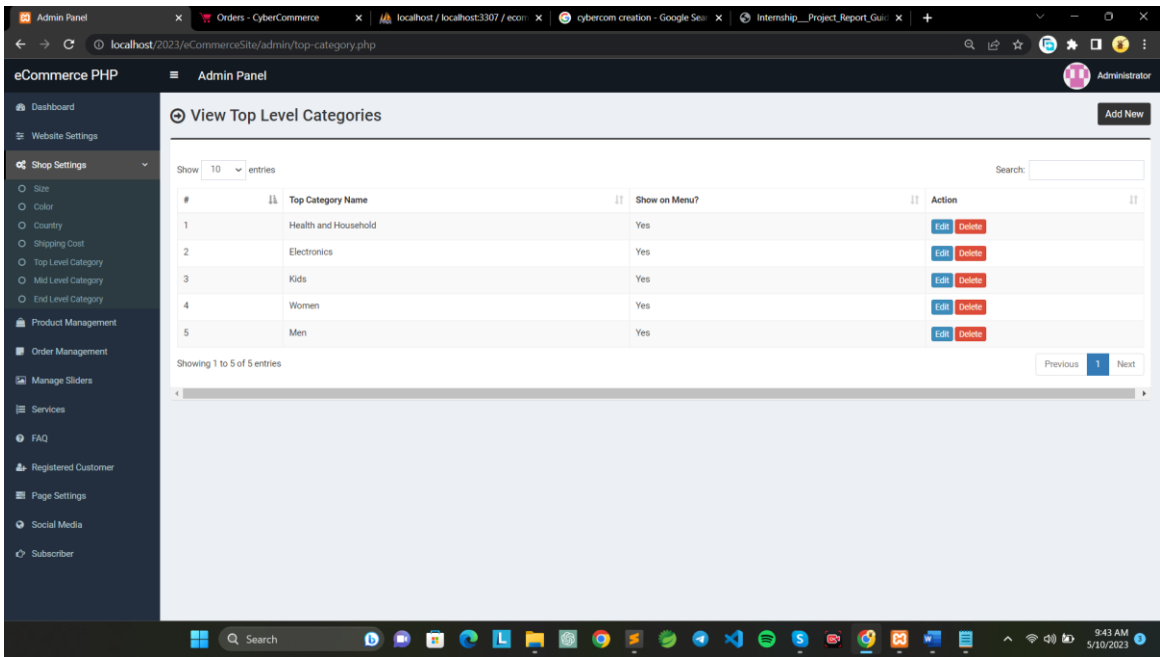 Admin Panel
Orders - CyberCommerce
localhost / localhost:3307 / ecom
cybercom creation - Google Sear
Internship__Project_Report_Guid
localhost/2023/eCommerceSite/admin/top-category.php
eCommerce PHP
Admin Panel
Administrator
Dashboard
Website Settings
Shop Settings
Size
Color
Country
Shipping Cost
Top Level Category
Mid Level Category
End Level Category
Product Management
Order Management
Manage Sliders
Services
FAQ
Registered Customer
Page Settings
Social Media
Subscriber
View Top Level Categories
Add New
Show 10 entries
Search:
# Top Category Name Show on Menu? Action
1 Health and Household Yes Edit Delete
2 Electronics Yes Edit Delete
3 Kids Yes Edit Delete
4 Women Yes Edit Delete
5 Men Yes Edit Delete
Showing 1 to 5 of 5 entries
Previous 1 Next
Search
9:43 AM
5/10/2023
3